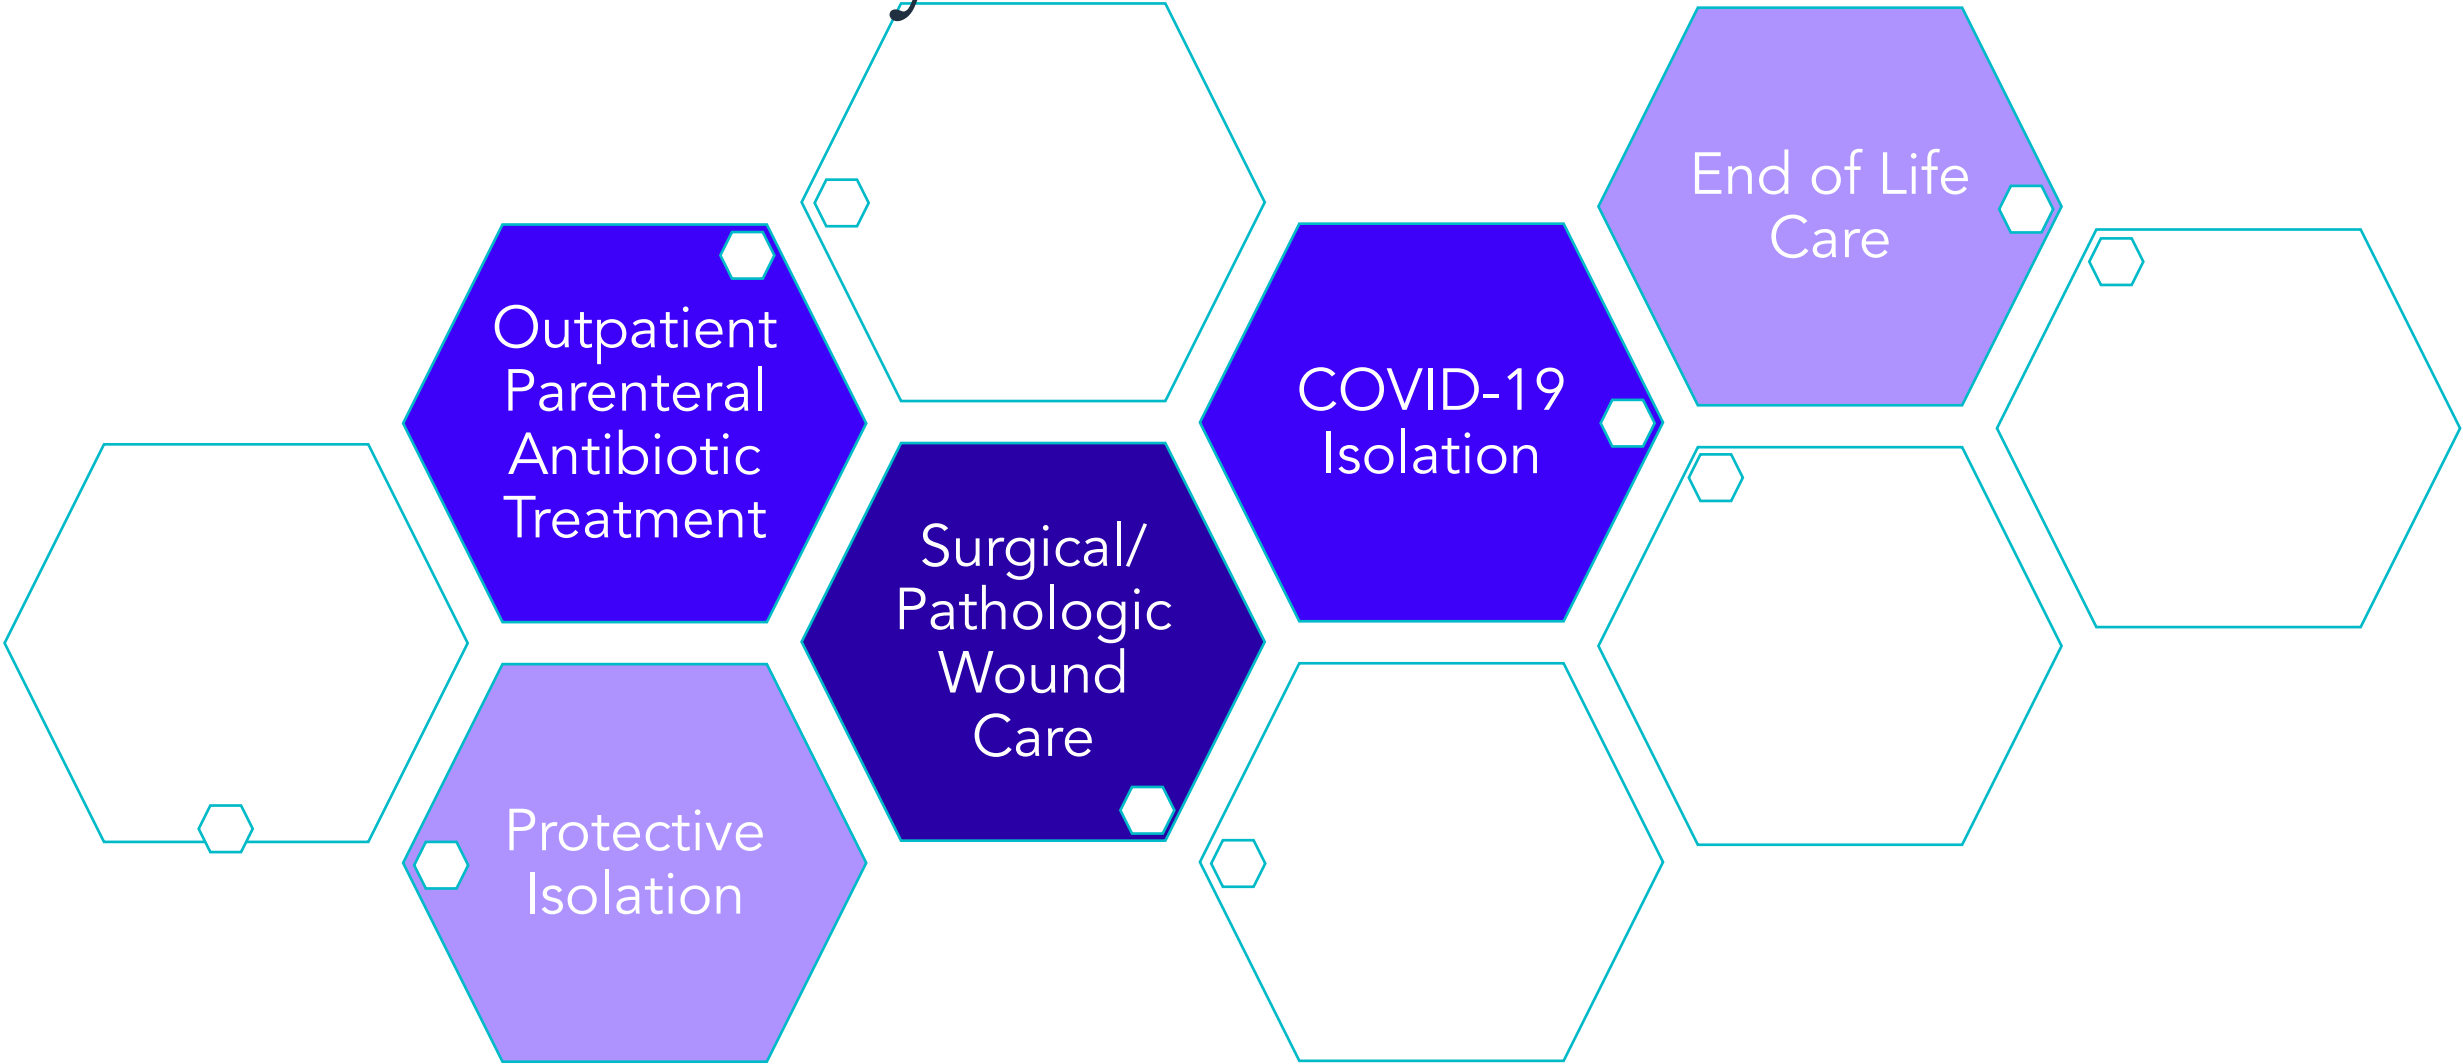 Outpatient
Parenteral
Antibiotic
Treatment
Protective
Isolation
Surgical/
Pathologic
Wound
Care
COVID-19
Isolation
End of Life
Care